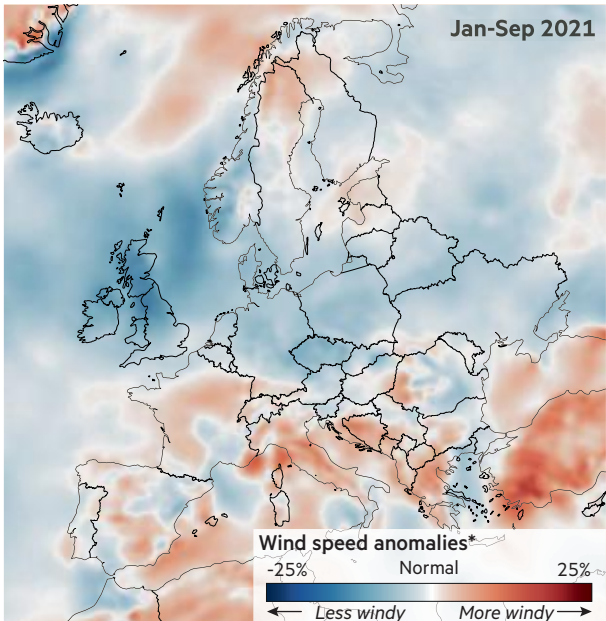 Jan-Sep 2021
Wind speed anomalies*
-25% Normal 25%
Less windy More windy